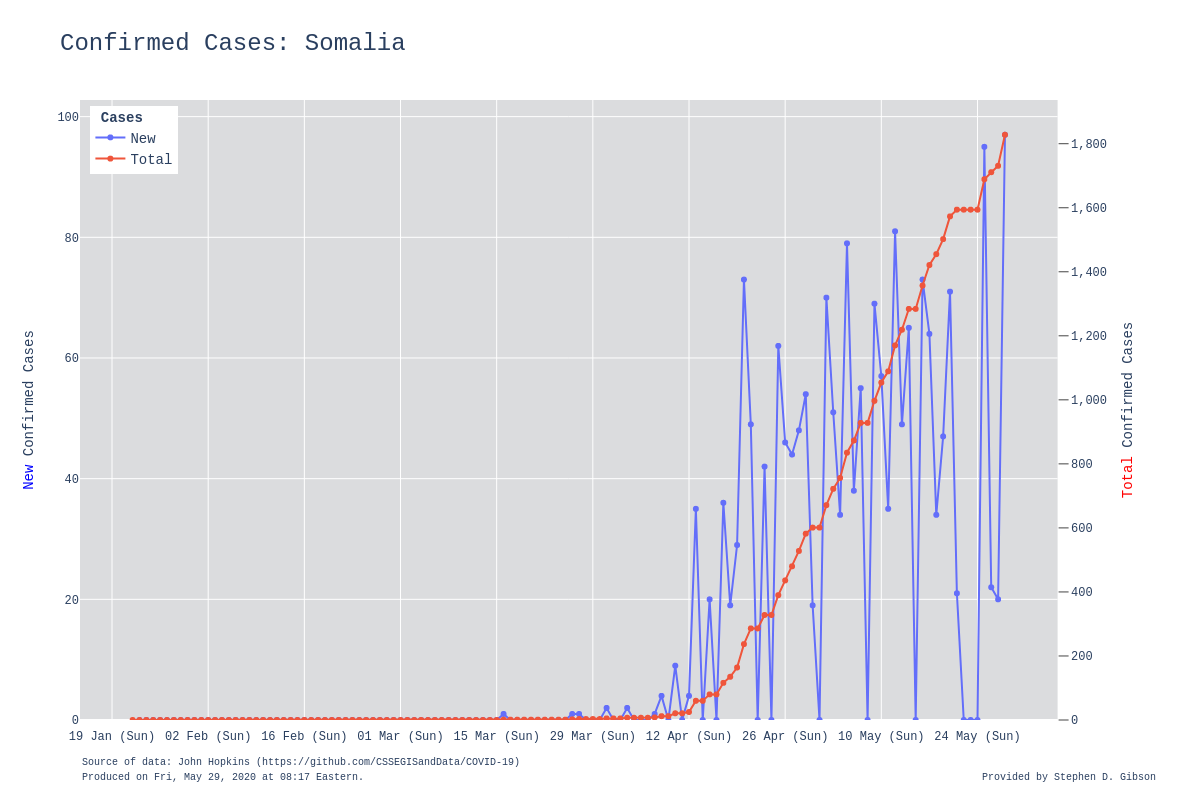 Confirmed Cases: Somalia
Cases
New
Total
100
80
60
40
20
0
1,800
1,600
1,400
1,200
1,000
800
600
400
200
0
New Confirmed Cases
Total Confirmed Cases
19 Jan (Sun) 02 Feb (Sun) 16 Feb (Sun) 01 Mar (Sun) 15 Mar (Sun) 29 Mar (Sun) 12 Apr (Sun) 26 Apr (Sun) 10 May (Sun) 24 May (Sun)
Source of data: John Hopkins (https://github.com/CSSEGISandData/COVID-19)
Produced on Fri, May 29, 2020 at 08:17 Eastern.
Provided by Stephen D. Gibson